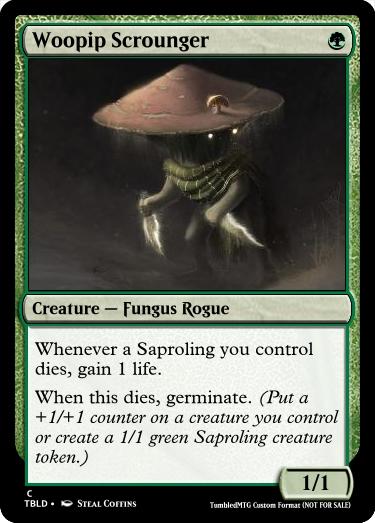 Woopip Scrounger
Creature — Fungus Rogue
Whenever a Saproling you control
dies, gain 1 life.
When this dies, germinate. (Put a
+1/+1 counter on a creature you control
or create a 1/1 green Saproling creature
token.)
1/1
C
TBLD • Steal Coffins
TumbledMTG Custom Format (NOT FOR SALE)